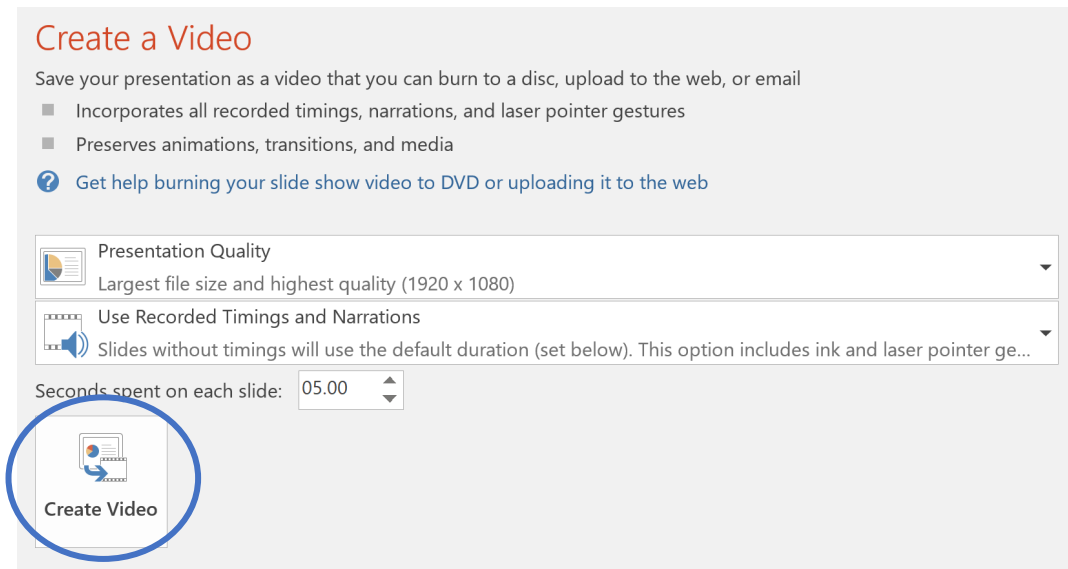 Create a Video
Save your presentation as a video that you can burn to a disc, upload to the web, or email
Incorporates all recorded timings, narrations, and laser pointer gestures
Preserves animations, transitions, and media
? Get help burning your slide show video to DVD or uploading it to the web
Presentation Quality
Largest file size and highest quality (1920 x 1080)
Use Recorded Timings and Narrations
Slides without timings will use the default duration (set below). This option includes ink and laser pointer ge...
Seconds spent on each slide: 05.00
Create Video